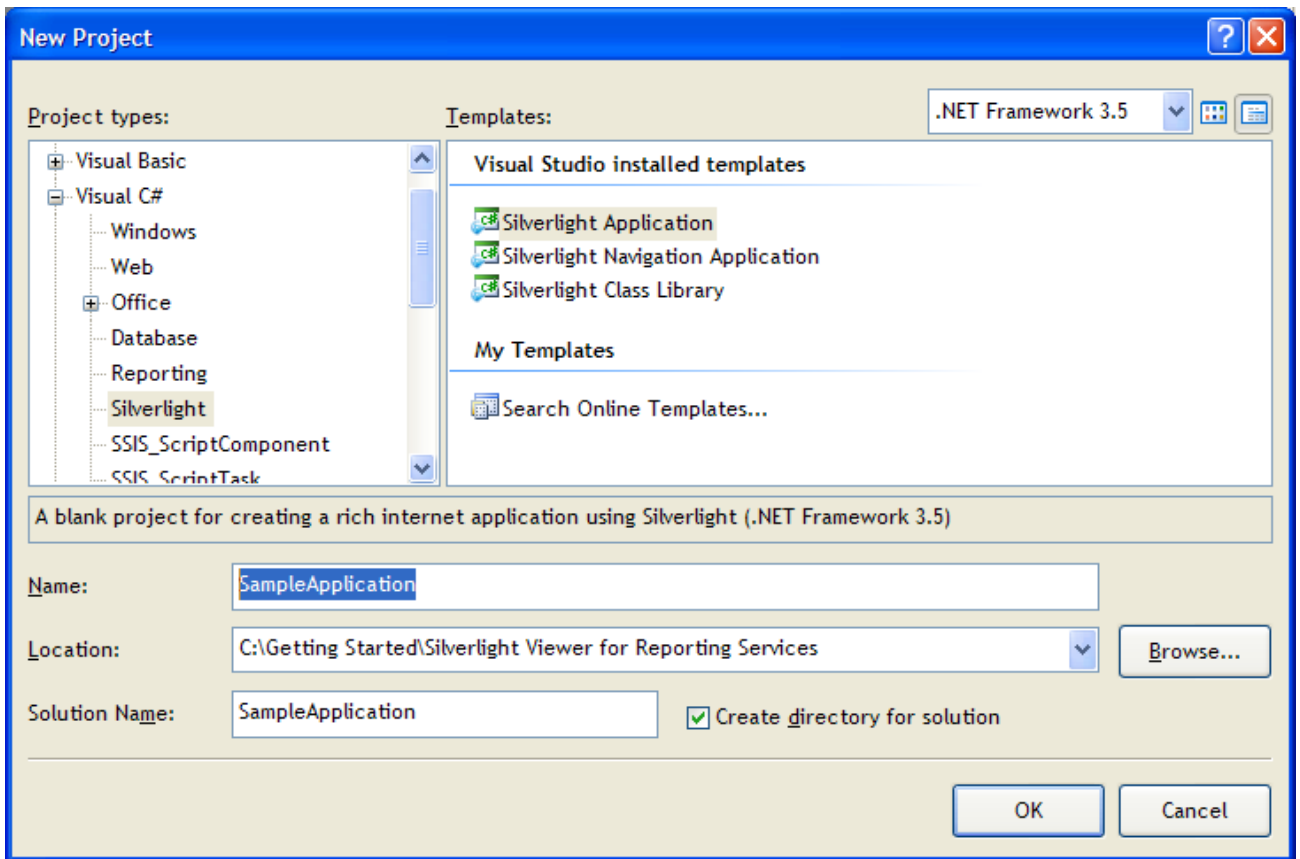 New Project
Project types:
Templates:
.NET Framework 3.5
Visual Basic
Visual C#
Windows
Web
Office
Database
Reporting
Silverlight
SSIS_ScriptComponent
SSIS_ScriptTask
Visual Studio installed templates
Silverlight Application
Silverlight Navigation Application
Silverlight Class Library
My Templates
Search Online Templates...
A blank project for creating a rich internet application using Silverlight (.NET Framework 3.5)
Name:
SampleApplication
Location:
C:\Getting Started\Silverlight Viewer for Reporting Services
Browse...
Solution Name:
SampleApplication
Create directory for solution
OK
Cancel